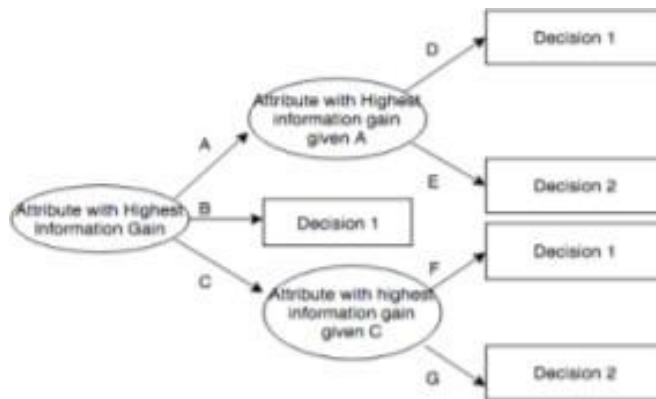 D
Decision 1
Attribute with Highest
information gain
given A
A
E
Decision 2
Attribute with Highest
Information Gain
B
Decision 1
F
Decision 1
C
Attribute with highest
information gain
given C
G
Decision 2